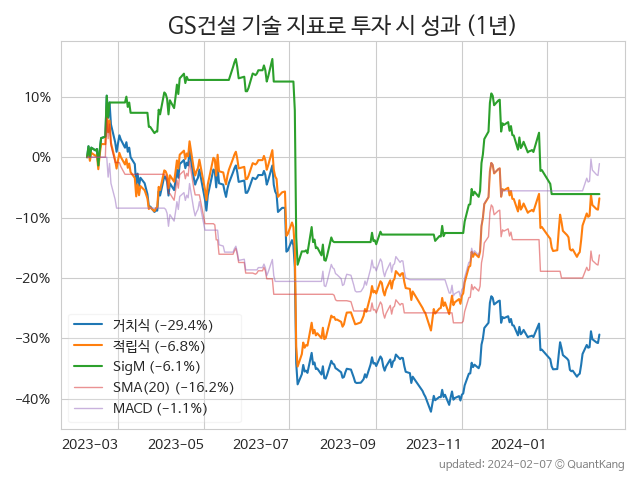 GS건설 기술 지표로 투자 시 성과 (1년)
10%
0%
−10%
−20%
−30%
−40%
거치식 (−29.4%)
적립식 (−6.8%)
SigM (−6.1%)
SMA(20) (−16.2%)
MACD (−1.1%)
2023−03 2023−05 2023−07 2023−09 2023−11 2024−01
updated: 2024−02−07 © QuantKang